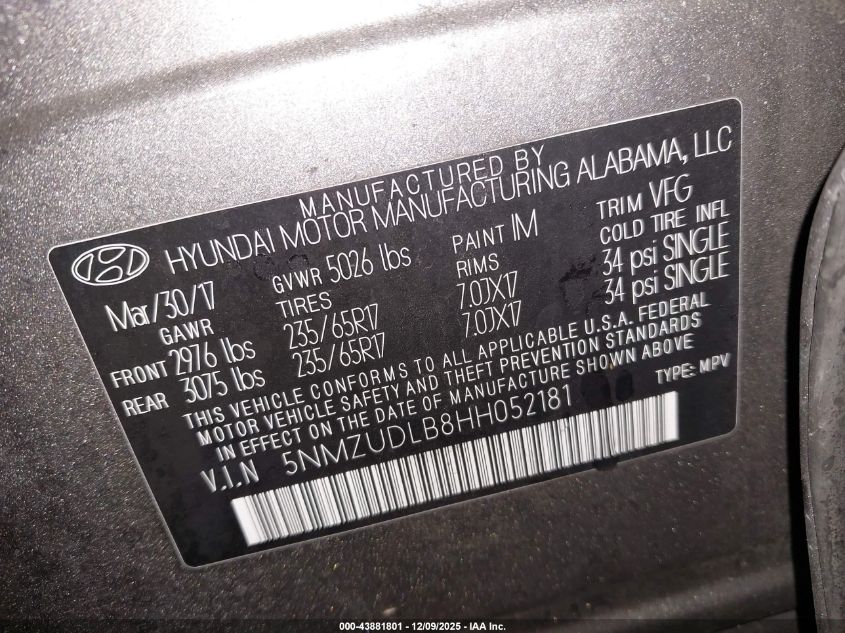 MANUFACTURED BY
HYUNDAI MOTOR MANUFACTURING ALABAMA, LLC
Mar/30/17 GVWR 5026 lbs PAINT IM TRIM VFG
GAWR TIRES RIMS COLD TIRE INFL
FRONT 2976 lbs 235/65R17 7.0JX17 34 psi SINGLE
REAR 3075 lbs 235/65R17 7.0JX17 34 psi SINGLE
THIS VEHICLE CONFORMS TO ALL APPLICABLE U.S.A. FEDERAL
MOTOR VEHICLE SAFETY AND THEFT PREVENTION STANDARDS
IN EFFECT ON THE DATE OF MANUFACTURE SHOWN ABOVE
V.I.N 5NMZUDLB8HH052181 TYPE: MPV
000-43881801 - 12/09/2025 - IAA Inc.